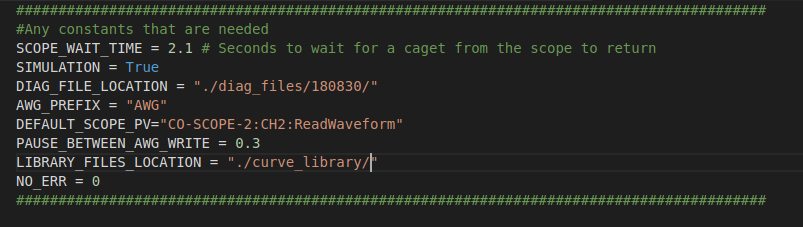 ##########################################################################################
#Any constants that are needed
SCOPE_WAIT_TIME = 2.1 # Seconds to wait for a caget from the scope to return
SIMULATION = True
DIAG_FILE_LOCATION = "./diag_files/180830/"
AWG_PREFIX = "AWG"
DEFAULT_SCOPE_PV="CO-SCOPE-2:CH2:ReadWaveform"
PAUSE_BETWEEN_AWG_WRITE = 0.3
LIBRARY_FILES_LOCATION = "./curve_library/"
NO_ERR = 0
##########################################################################################